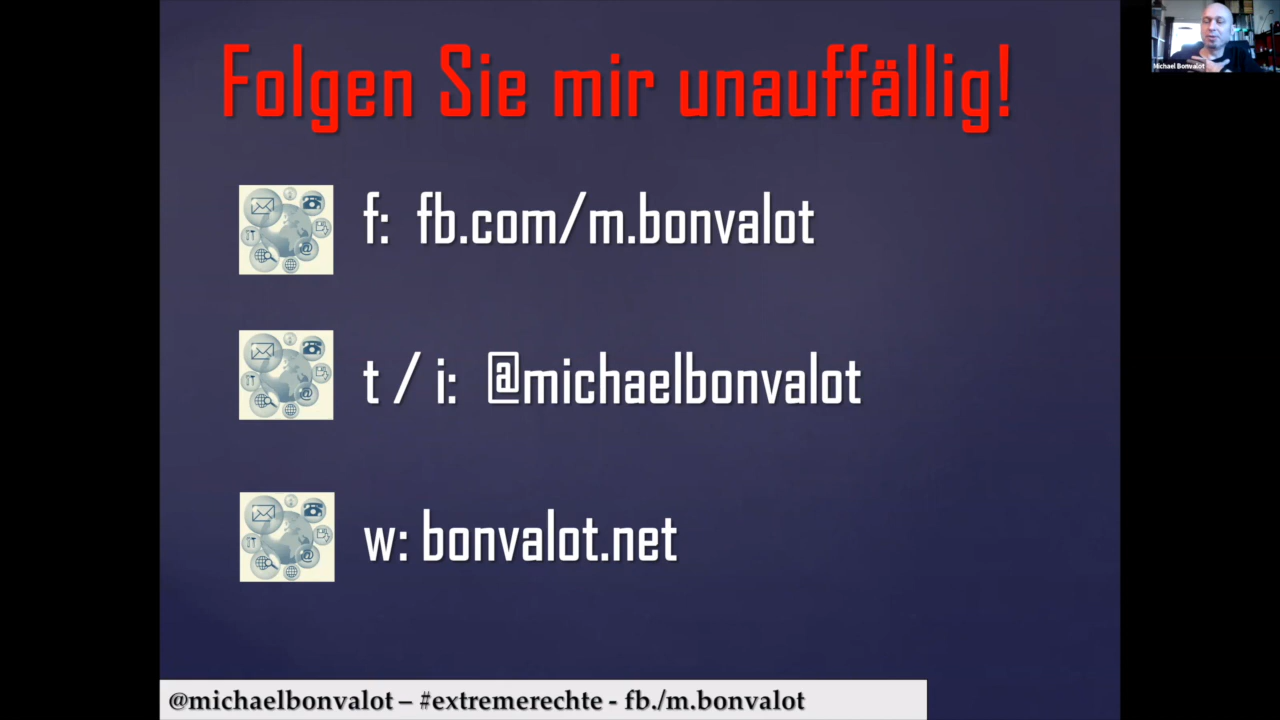 Folgen Sie mir unauffällig!
f: fb.com/m.bonvalot
t / i: @michaelbonvalot
w: bonvalot.net
@michaelbonvalot – #extremerechte - fb./m.bonvalot
Michael Bonvalot